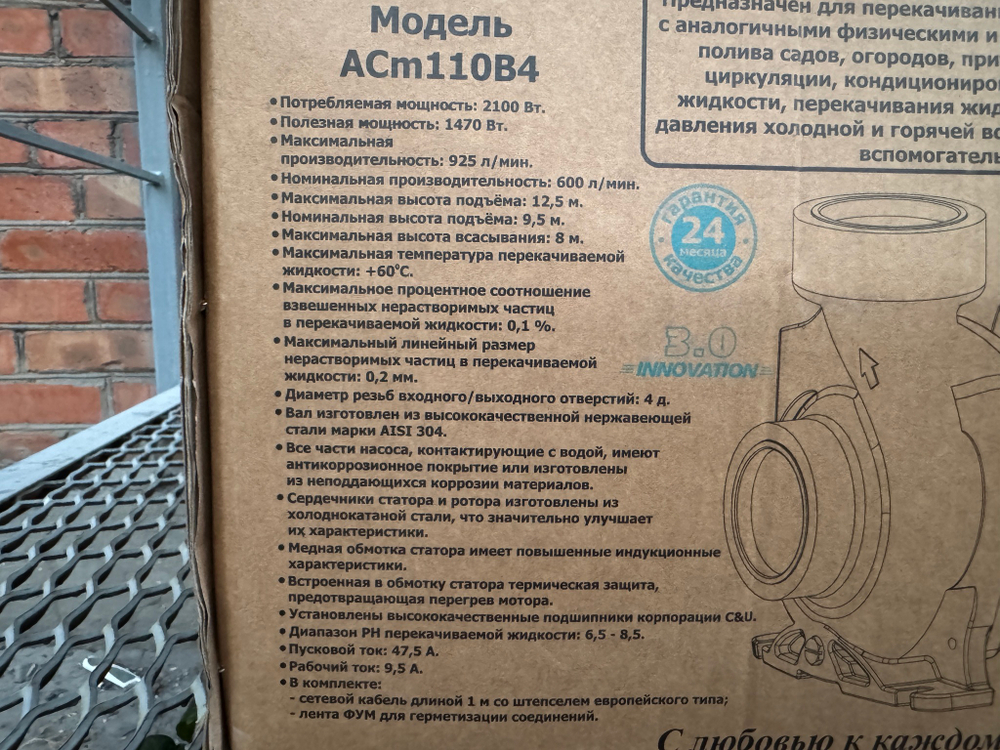 Модель
ACm110B4
•Потребляемая мощность: 2100 Вт.
•Полезная мощность: 1470 Вт.
•Максимальная
производительность: 925 л/мин.
•Номинальная производительность: 600 л/мин.
•Максимальная высота подъёма: 12,5 м.
•Номинальная высота подъёма: 9,5 м.
•Максимальная высота всасывания: 8 м.
•Максимальная температура перекачиваемой
жидкости: +60°С.
•Максимальное процентное соотношение
взвешенных нерастворимых частиц
в перекачиваемой жидкости: 0,1 %.
•Максимальный линейный размер
нерастворимых частиц в перекачиваемой
жидкости: 0,2 мм.
•Диаметр резьб входного/выходного отверстий: 4 д.
•Вал изготовлен из высококачественной нержавеющей
стали марки AISI 304.
•Все части насоса, контактирующие с водой, имеют
антикоррозионное покрытие или изготовлены
из неподдающихся коррозии материалов.
•Сердечники статора и ротора изготовлены из
холоднокатаной стали, что значительно улучшает
их характеристики.
•Медная обмотка статора имеет повышенные индукционные
характеристики.
•Встроенная в обмотку статора термическая защита,
предотвращающая перегрев мотора.
•Установлены высококачественные подшипники корпорации C&U.
•Диапазон PH перекачиваемой жидкости: 6,5 - 8,5.
•Пусковой ток: 47,5 А.
•Рабочий ток: 9,5 А.
•В комплекте:
- сетевой кабель длиной 1 м со штепселем европейского типа;
- лента ФУМ для герметизации соединений.
Предназначен для перекачиван
с аналогичными физическими и
полива садов, огородов, при
циркуляции, кондициониро
жидкости, перекачивания жид
давления холодной и горячей во
вспомогатель
гарантия
24
месяца
качества
3.0
INNOVATION
С любовью к каждом